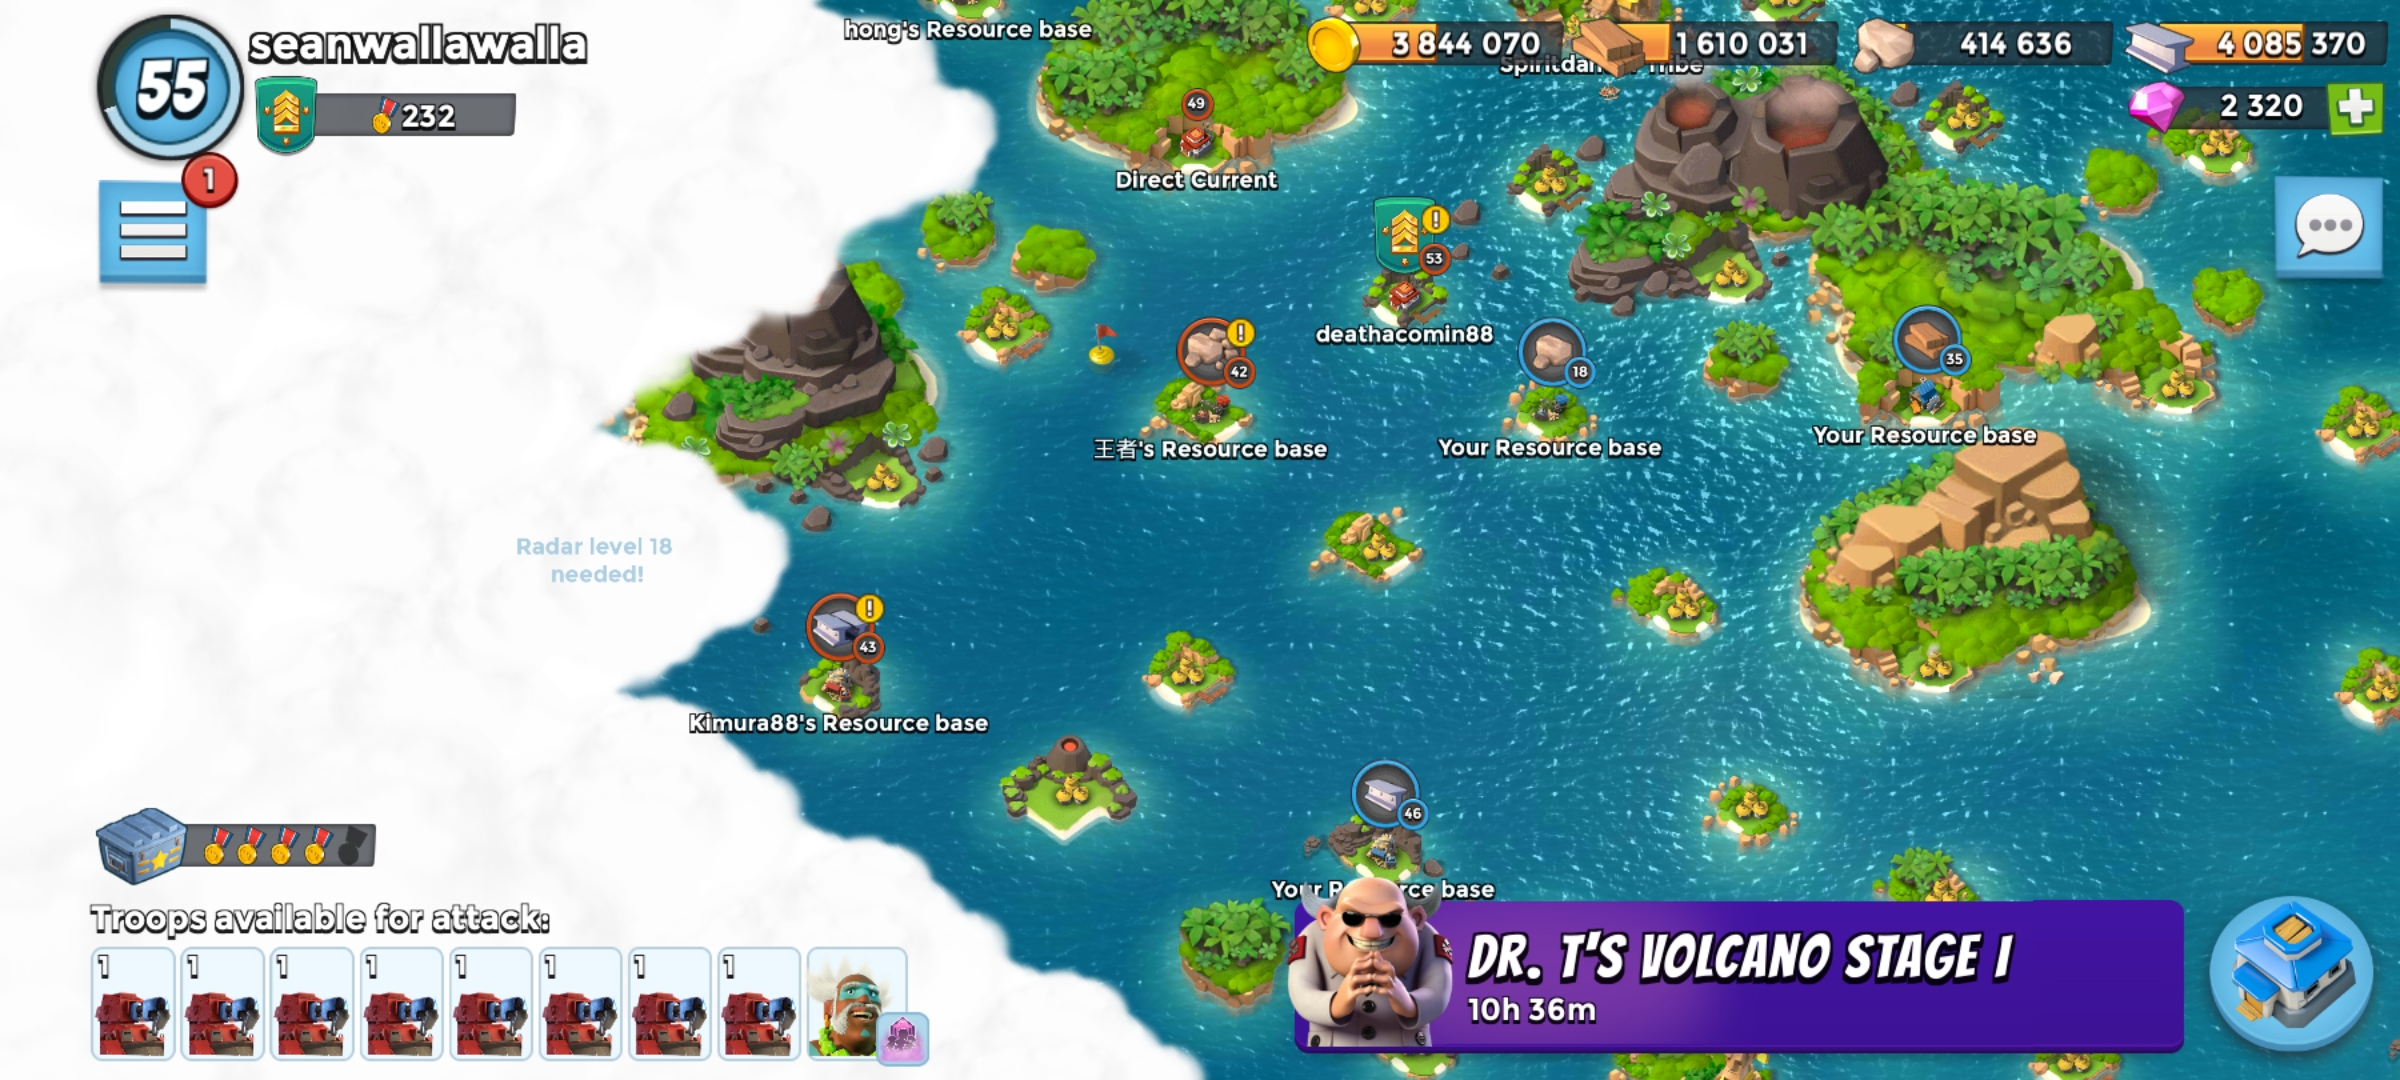 55
seanwallawalla
232
1
hong's Resource base
3 844 070
1 610 031
414 636
4 085 370
2 320
49
Direct Current
53
deathacomin88
42
王者's Resource base
18
Your Resource base
35
Your Resource base
Radar level 18
needed!
43
Kimura88's Resource base
46
Your Resource base
Troops available for attack:
1
1
1
1
1
1
1
1
DR. T'S VOLCANO STAGE I
10h 36m